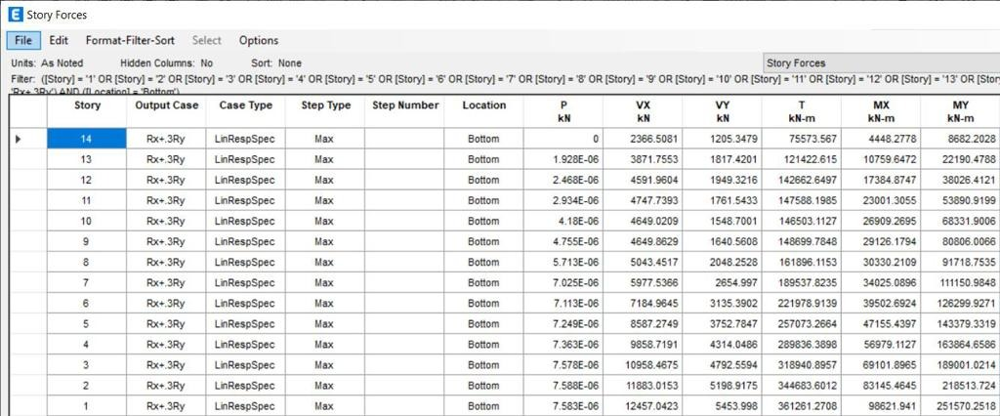 E Story Forces
File Edit Format-Filter-Sort Select Options
Units: As Noted Hidden Columns: No Sort: None Story Forces
Filter: ([Story] = '1' OR [Story] = '2' OR [Story] = '3' OR [Story] = '4' OR [Story] = '5' OR [Story] = '6' OR [Story] = '7' OR [Story] = '8' OR [Story] = '9' OR [Story] = '10' OR [Story] = '11' OR [Story] = '12' OR [Story] = '13' OR [Story
'Rx+.3Ry') AND ([Location] = 'Bottom')
Story Output Case Case Type Step Type Step Number Location P VX VY T MX MY
kN kN kN kN-m kN-m kN-m
14 Rx+.3Ry LinRespSpec Max Bottom 0 2366.5081 1205.3479 75573.567 4448.2778 8682.2028
13 Rx+.3Ry LinRespSpec Max Bottom 1.928E-06 3871.7553 1817.4201 121422.615 10759.6472 22190.4788
12 Rx+.3Ry LinRespSpec Max Bottom 2.468E-06 4591.9604 1949.3216 142662.6497 17384.8747 38026.4121
11 Rx+.3Ry LinRespSpec Max Bottom 2.934E-06 4747.7393 1761.5433 147588.1985 23001.3055 53890.9199
10 Rx+.3Ry LinRespSpec Max Bottom 4.18E-06 4649.0209 1548.7001 146503.1127 26909.2695 68331.9006
9 Rx+.3Ry LinRespSpec Max Bottom 4.755E-06 4649.8629 1640.5608 148699.7848 29126.1794 80806.0066
8 Rx+.3Ry LinRespSpec Max Bottom 5.713E-06 5043.4517 2048.2528 161896.1153 30330.2109 91718.7535
7 Rx+.3Ry LinRespSpec Max Bottom 7.025E-06 5977.5366 2654.997 189537.8235 34025.0896 111150.9848
6 Rx+.3Ry LinRespSpec Max Bottom 7.113E-06 7184.9645 3135.3902 221978.9139 39502.6924 126299.9271
5 Rx+.3Ry LinRespSpec Max Bottom 7.249E-06 8587.2749 3752.7847 257073.2664 47155.4397 143379.3319
4 Rx+.3Ry LinRespSpec Max Bottom 7.363E-06 9858.7191 4314.0486 289836.3898 56979.1127 163864.6586
3 Rx+.3Ry LinRespSpec Max Bottom 7.578E-06 10958.4675 4792.5594 318940.8957 69101.8965 189001.0214
2 Rx+.3Ry LinRespSpec Max Bottom 7.588E-06 11883.0153 5198.9175 344683.6012 83145.4645 218513.724
1 Rx+.3Ry LinRespSpec Max Bottom 7.583E-06 12457.0423 5453.998 361261.2708 98621.941 251570.2518